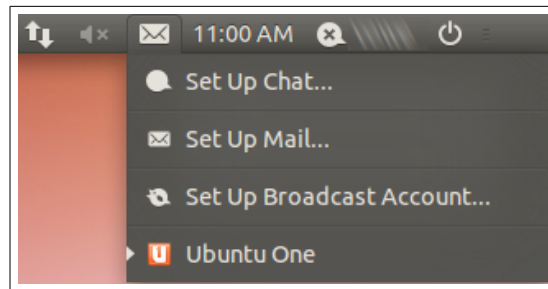 11:00 AM
Set Up Chat...
Set Up Mail...
Set Up Broadcast Account...
Ubuntu One